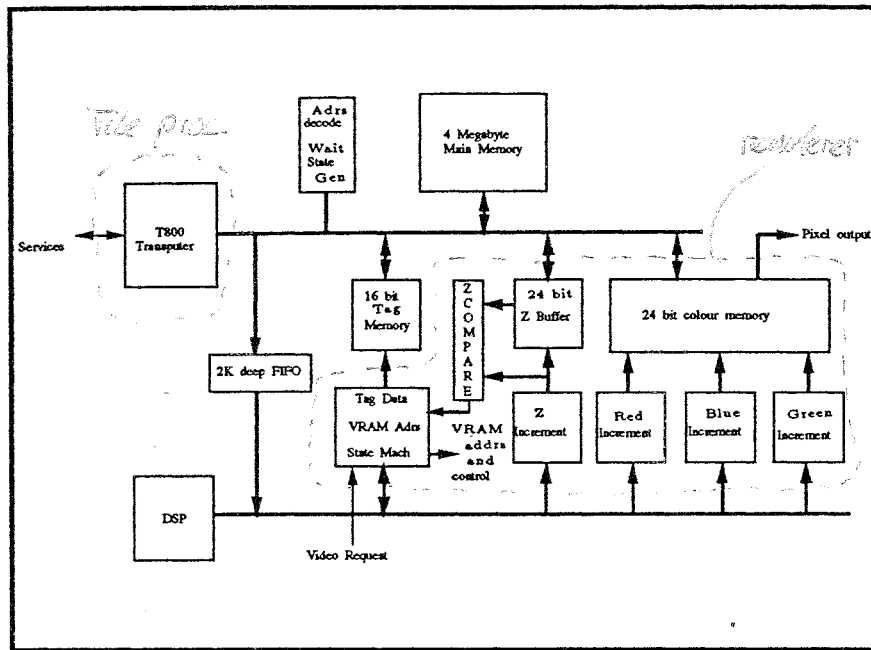 Adrs
decode
Wait
State
Gen
4 Megabyte
Main Memory
renderer
T800
Transputer
Services
Pixel output
16 bit
Tag
Memory
Z COMPARE
24 bit
Z Buffer
24 bit colour memory
2K deep FIFO
Tag Data
VRAM Adrs
State Mach
VRAM
addrs
and
control
Z
Increment
Red
Increment
Blue
Increment
Green
Increment
DSP
Video Request